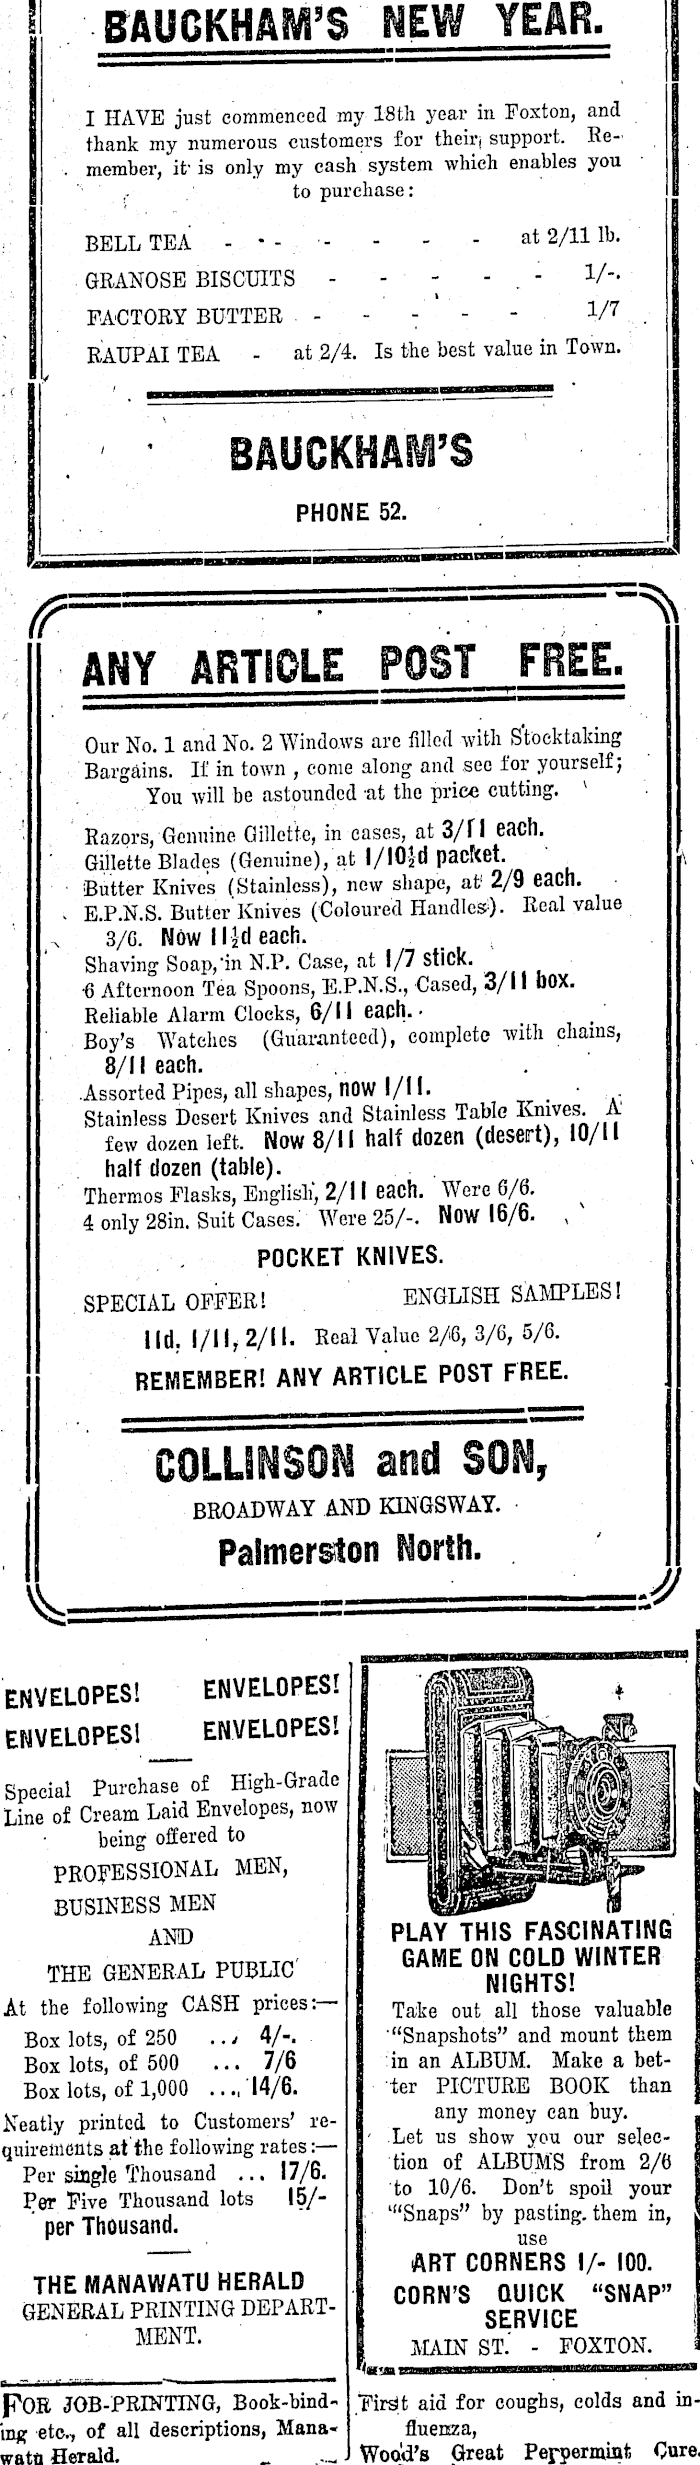 BAUCKHAM'S NEW YEAR.
I HAVE just commenced my 18th year in Foxton, and
thank my numerous customers for their support. Re-
member, it is only my cash system which enables you
to purchase:
BELL TEA - - - - - - - at 2/11 lb.
GRANOSE BISCUITS - - - - - 1/-.
FACTORY BUTTER - - - - - 1/7
RAUPAI TEA - at 2/4. Is the best value in Town.
BAUCKHAM'S
PHONE 52.
ANY ARTICLE POST FREE.
Our No. 1 and No. 2 Windows are filled with Stocktaking
Bargains. If in town , come along and see for yourself;
You will be astounded at the price cutting.
Razors, Genuine Gillette, in cases, at 3/11 each.
Gillette Blades (Genuine), at 1/10½d packet.
Butter Knives (Stainless), new shape, at 2/9 each.
E.P.N.S. Butter Knives (Coloured Handles). Real value
3/6. Now 11½d each.
Shaving Soap, in N.P. Case, at 1/7 stick.
6 Afternoon Tea Spoons, E.P.N.S., Cased, 3/11 box.
Reliable Alarm Clocks, 6/11 each.
Boy's Watches (Guaranteed), complete with chains,
8/11 each.
Assorted Pipes, all shapes, now 1/11.
Stainless Desert Knives and Stainless Table Knives. A
few dozen left. Now 8/11 half dozen (desert), 10/11
half dozen (table).
Thermos Flasks, English, 2/11 each. Were 6/6.
4 only 28in. Suit Cases. Were 25/-. Now 16/6.
POCKET KNIVES.
SPECIAL OFFER! ENGLISH SAMPLES!
11d, 1/11, 2/11. Real Value 2/6, 3/6, 5/6.
REMEMBER! ANY ARTICLE POST FREE.
COLLINSON and SON,
BROADWAY AND KINGSWAY.
Palmerston North.
ENVELOPES! ENVELOPES!
ENVELOPES! ENVELOPES!
Special Purchase of High-Grade
Line of Cream Laid Envelopes, now
being offered to
PROFESSIONAL MEN,
BUSINESS MEN
AND
THE GENERAL PUBLIC
At the following CASH prices:—
Box lots, of 250 ... 4/-.
Box lots, of 500 ... 7/6
Box lots, of 1,000 .... 14/6.
Neatly printed to Customers' re-
quirements at the following rates:—
Per single Thousand ... 17/6.
Per Five Thousand lots 15/-
per Thousand.
THE MANAWATU HERALD
GENERAL PRINTING DEPART-
MENT.
FOR JOB-PRINTING, Book-bind-
ing etc., of all descriptions, Mana-
watu Herald.
PLAY THIS FASCINATING
GAME ON COLD WINTER
NIGHTS!
Take out all those valuable
"Snapshots" and mount them
in an ALBUM. Make a bet-
ter PICTURE BOOK than
any money can buy.
Let us show you our selec-
tion of ALBUMS from 2/6
to 10/6. Don't spoil your
"Snaps" by pasting them in,
use
ART CORNERS 1/- 100.
CORN'S QUICK "SNAP"
SERVICE
MAIN ST. - FOXTON.
First aid for coughs, colds and in-
fluenza,
Wood's Great Peppermint Cure.